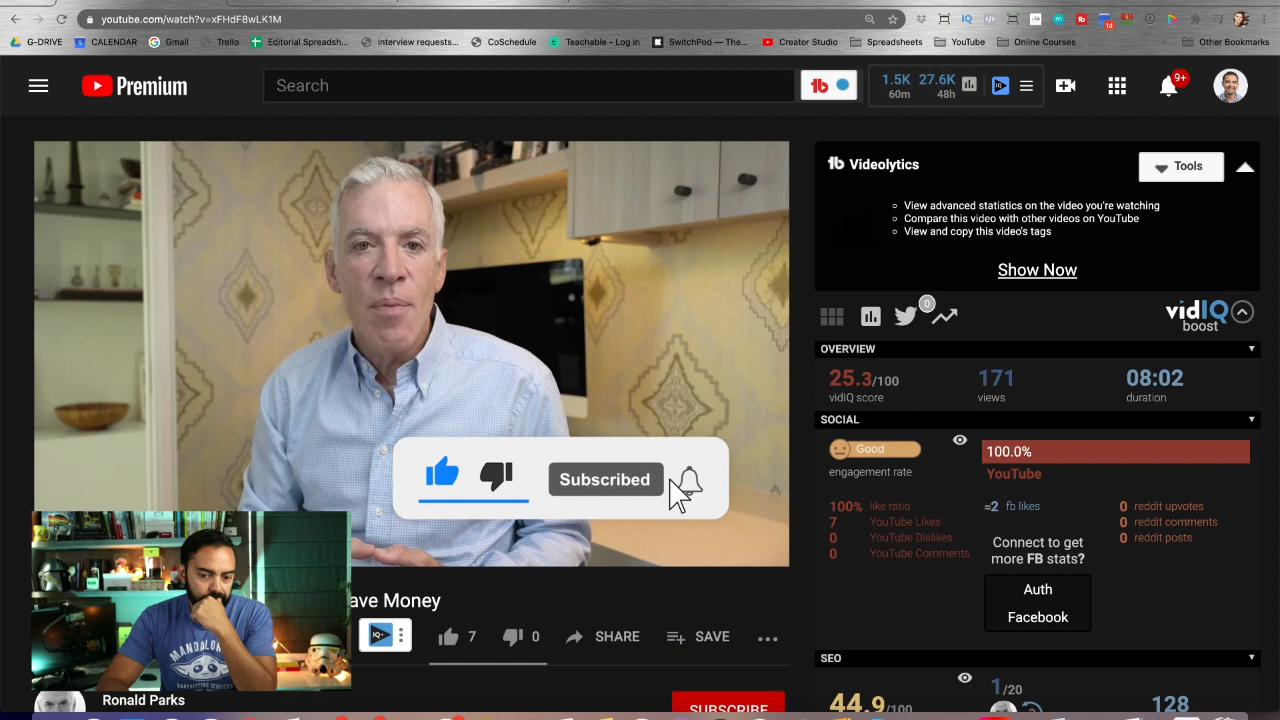 youtube.com/watch?v=xFHdF8wLK1M
1d
G-DRIVE CALENDAR Gmail Trello Editorial Spreadsh... interview requests... CoSchedule Teachable - Log in SwitchPod — The... Creator Studio Spreadsheets YouTube Online Courses Other Bookmarks
Premium
Search
tb
1.5K 27.6K
60m 48h
9+
tb Videolytics
Tools
View advanced statistics on the video you're watching
Compare this video with other videos on YouTube
View and copy this video's tags
Show Now
0
vidIQ
boost
OVERVIEW
25.3/100 171 08:02
vidIQ score views duration
SOCIAL
Good
engagement rate
100.0%
YouTube
100% like ratio
7 YouTube Likes
0 YouTube Dislikes
0 YouTube Comments
≈2 fb likes
Connect to get
more FB stats?
Auth
Facebook
0 reddit upvotes
0 reddit comments
0 reddit posts
SEO
44.9/100
1/20
128
Subscribed
MANDALOR
ave Money
IQ+
7 0 SHARE SAVE
Ronald Parks
SUBSCRIBE